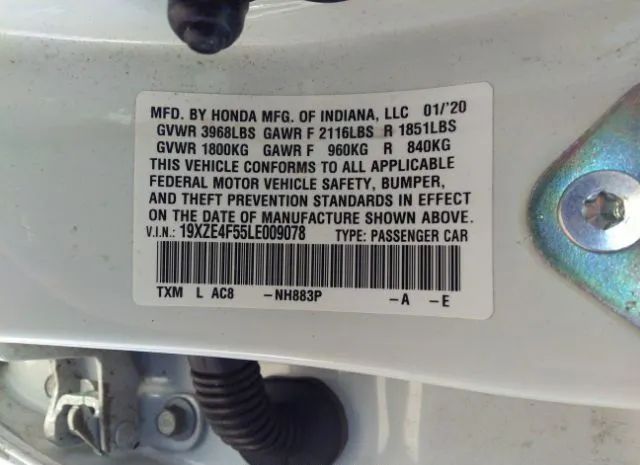 MFD. BY HONDA MFG. OF INDIANA, LLC 01/'20
GVWR 3968LBS GAWR F 2116LBS R 1851LBS
GVWR 1800KG GAWR F 960KG R 840KG
THIS VEHICLE CONFORMS TO ALL APPLICABLE
FEDERAL MOTOR VEHICLE SAFETY, BUMPER,
AND THEFT PREVENTION STANDARDS IN EFFECT
ON THE DATE OF MANUFACTURE SHOWN ABOVE.
V.I.N.: 19XZE4F55LE009078 TYPE: PASSENGER CAR
TXM L AC8 -NH883P -A -E